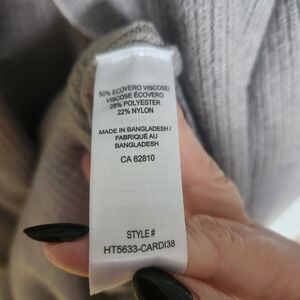 50% ECOVERO VISCOSE/
VISCOSE ECOVERO
28% POLYESTER
22% NYLON
MADE IN BANGLADESH /
FABRIQUÉ AU
BANGLADESH
CA 62810
STYLE #
HT5633-CARDI38